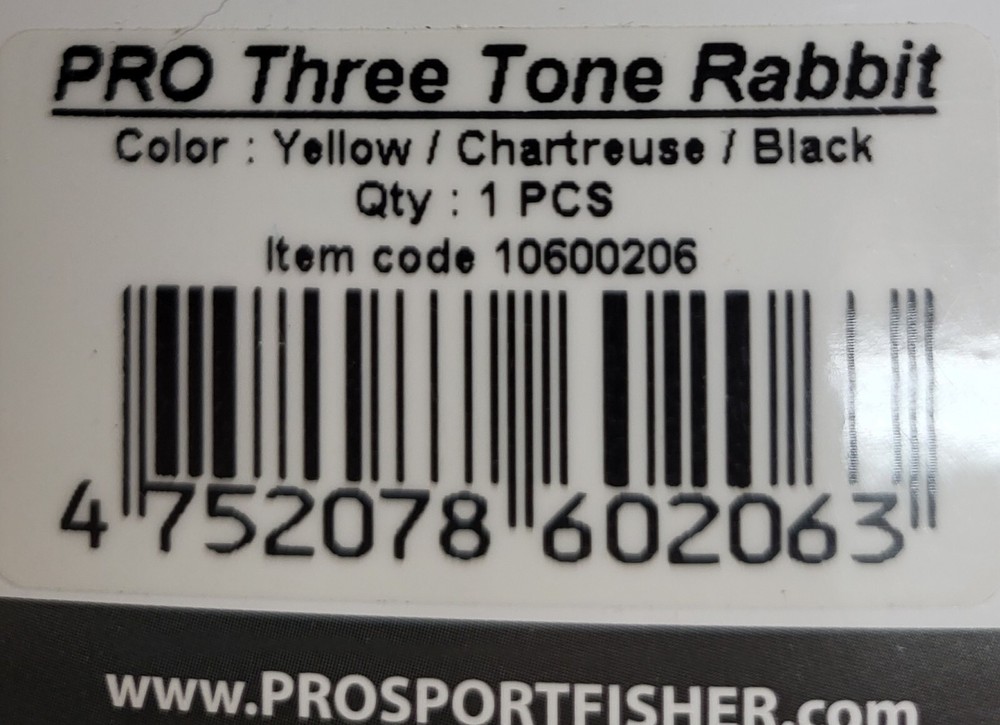 PRO Three Tone Rabbit
Color : Yellow / Chartreuse / Black
Qty : 1 PCS
Item code 10600206
4 752078 602063
www.PROSPORTFISHER.com